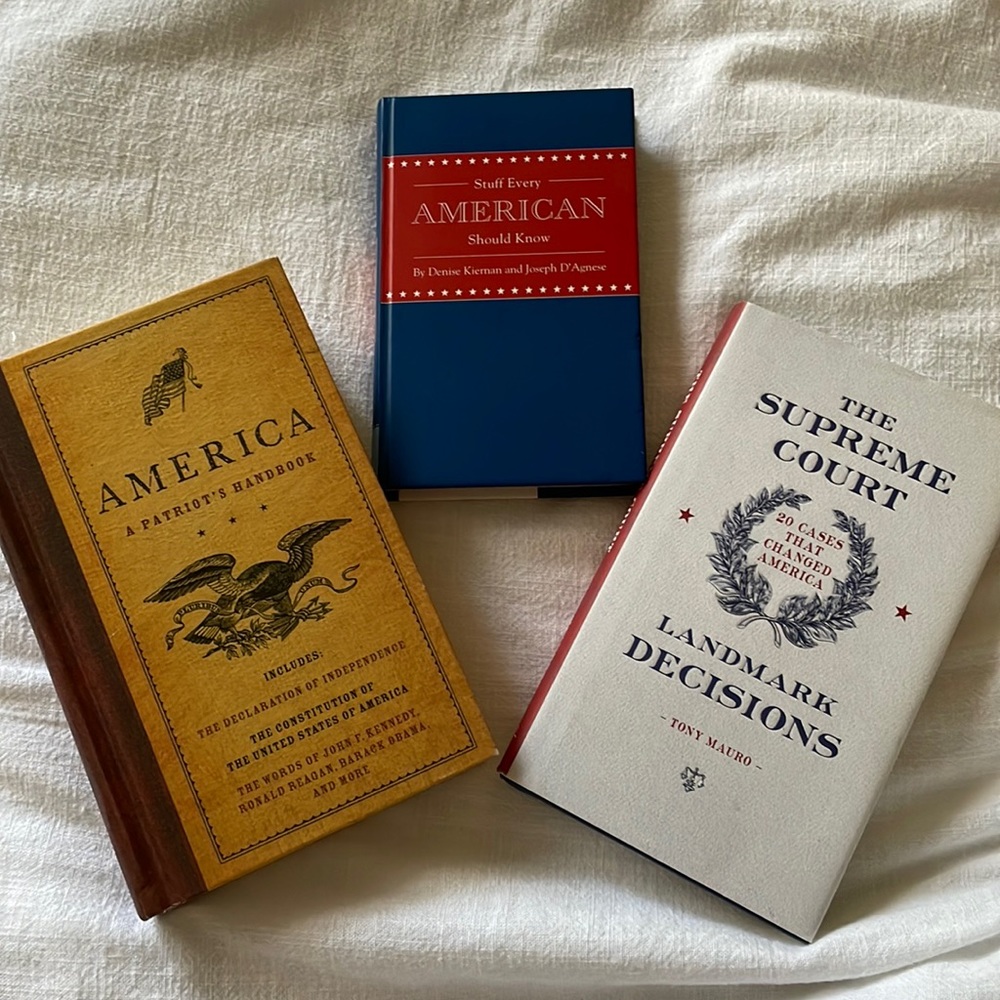 Stuff Every
AMERICAN
Should Know
By Denise Kiernan and Joseph D'Agnese
AMERICA
A PATRIOT'S HANDBOOK
PLURIBUS
UNUM
INCLUDES:
THE DECLARATION OF INDEPENDENCE
THE CONSTITUTION OF
THE UNITED STATES OF AMERICA
THE WORDS OF JOHN F. KENNEDY,
RONALD REAGAN, BARACK OBAMA,
AND MORE
THE
SUPREME
COURT
20 CASES
THAT
CHANGED
AMERICA
LANDMARK
DECISIONS
- TONY MAURO -